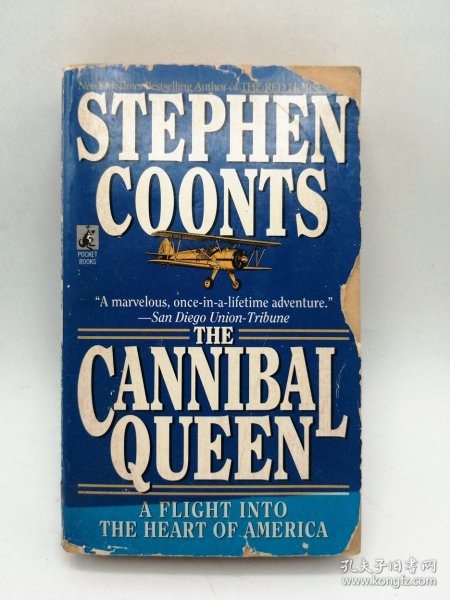 New York Times Bestselling Author of THE RED HORSEMAN
STEPHEN
COONTS
POCKET
BOOKS
“A marvelous, once-in-a-lifetime adventure.”
—San Diego Union-Tribune
THE
CANNIBAL
QUEEN
A FLIGHT INTO
THE HEART OF AMERICA
孔夫子旧书网
www.kongfz.com